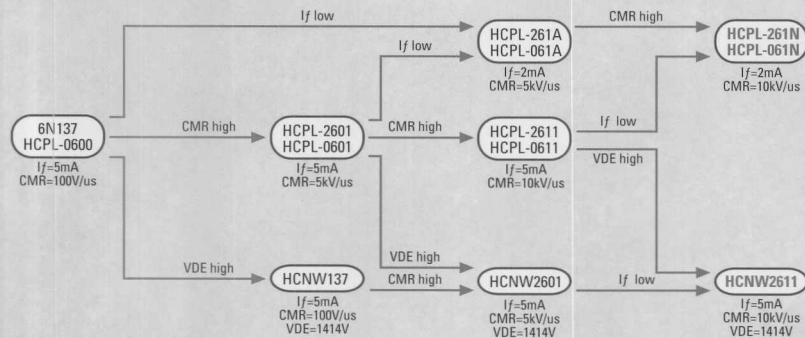 If low
CMR high
HCPL-261A
HCPL-061A
If=2mA
CMR=5kV/us
HCPL-261N
HCPL-061N
If=2mA
CMR=10kV/us
If low
6N137
HCPL-0600
If=5mA
CMR=100V/us
CMR high
HCPL-2601
HCPL-0601
If=5mA
CMR=5kV/us
CMR high
HCPL-2611
HCPL-0611
If=5mA
CMR=10kV/us
If low
VDE high
VDE high
HCNW137
If=5mA
CMR=100V/us
VDE=1414V
VDE high
CMR high
HCNW2601
If=5mA
CMR=5kV/us
VDE=1414V
If low
HCNW2611
If=5mA
CMR=10kV/us
VDE=1414V